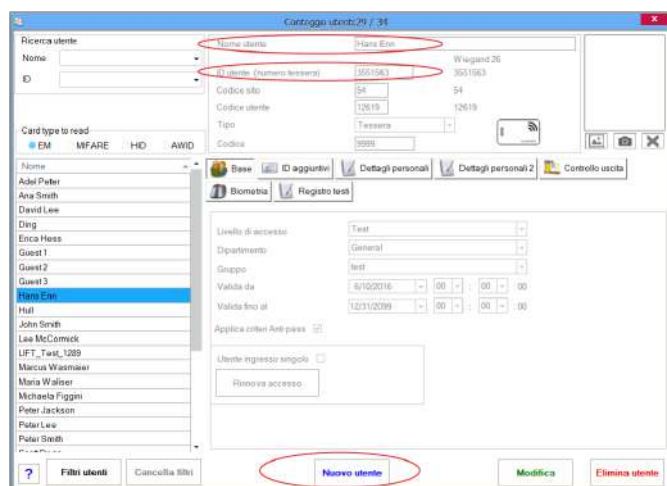 Conteggio utenti:29 / 34
Ricerca utente
Nome
ID
Card type to read
EM MIFARE HID AWID
Nome utente Hans Enn
Wiegand 26
ID utente (numero tessera) 3551563 3551563
Codice sito 54 54
Codice utente 12619 12619
Tipo Tessera
Codice 9999
Nome
Adel Peter
Ana Smith
David Lee
Ding
Erica Hess
Guest 1
Guest 2
Guest 3
Hans Enn
Hull
John Smith
Lee McCormick
LIFT_Test_1289
Marcus Wasmaier
Maria Waliser
Michaela Figgini
Peter Jackson
Peter Lee
Peter Smith
Base ID aggiuntivi Dettagli personali Dettagli personali 2 Controllo uscita
Biometria Registro testi
Livello di accesso Test
Dipartimento General
Gruppo test
Valida da 6/10/2016 00 : 00 : 00
Valida fino al 12/31/2099 00 : 00 : 00
Applica criteri Anti-pass
Utente ingresso singolo
Rinnova accesso
? Filtri utenti Cancella filtri Nuovo utente Modifica Elimina utente